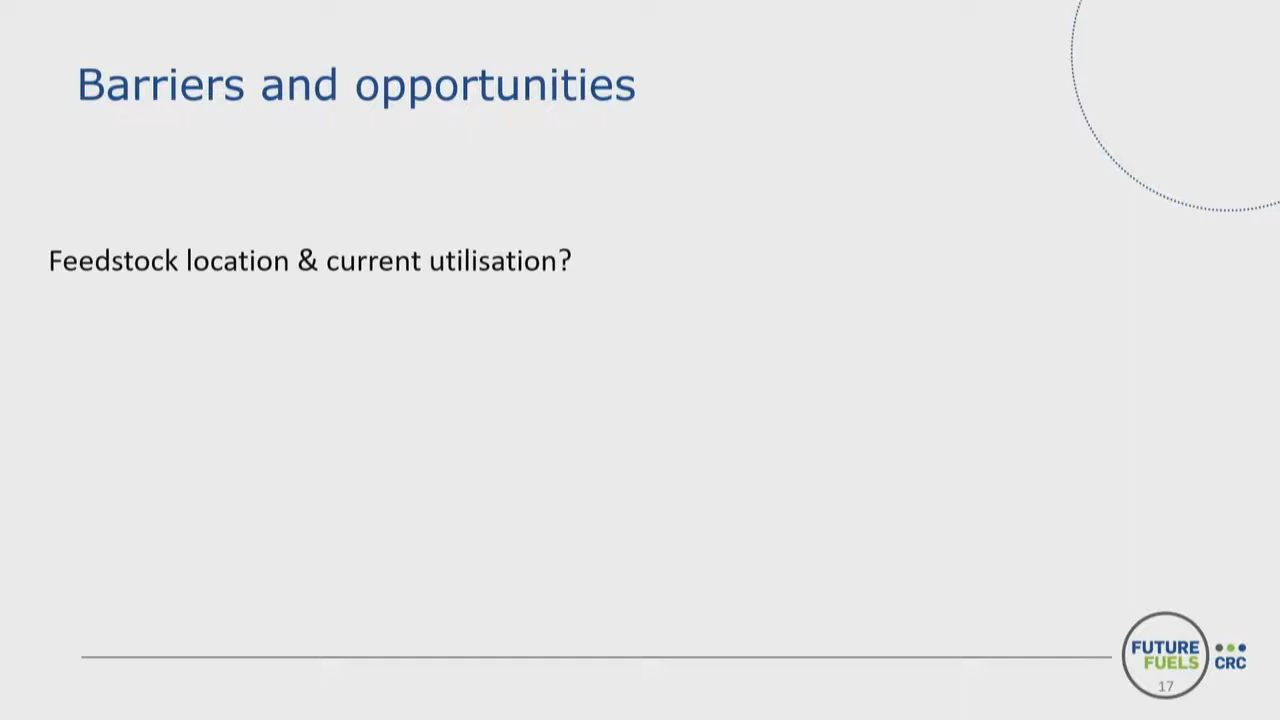 Barriers and opportunities
Feedstock location & current utilisation?
FUTURE
FUELS
CRC
17